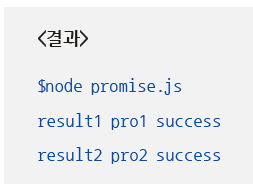 <결과>
$node promise.js
result1 pro1 success
result2 pro2 success